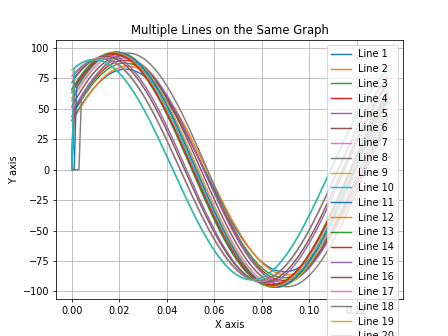 Multiple Lines on the Same Graph
100
75
50
25
0
−25
−50
−75
−100
Y axis
0.00
0.02
0.04
0.06
0.08
0.10
X axis
Line 1
Line 2
Line 3
Line 4
Line 5
Line 6
Line 7
Line 8
Line 9
Line 10
Line 11
Line 12
Line 13
Line 14
Line 15
Line 16
Line 17
Line 18
Line 19